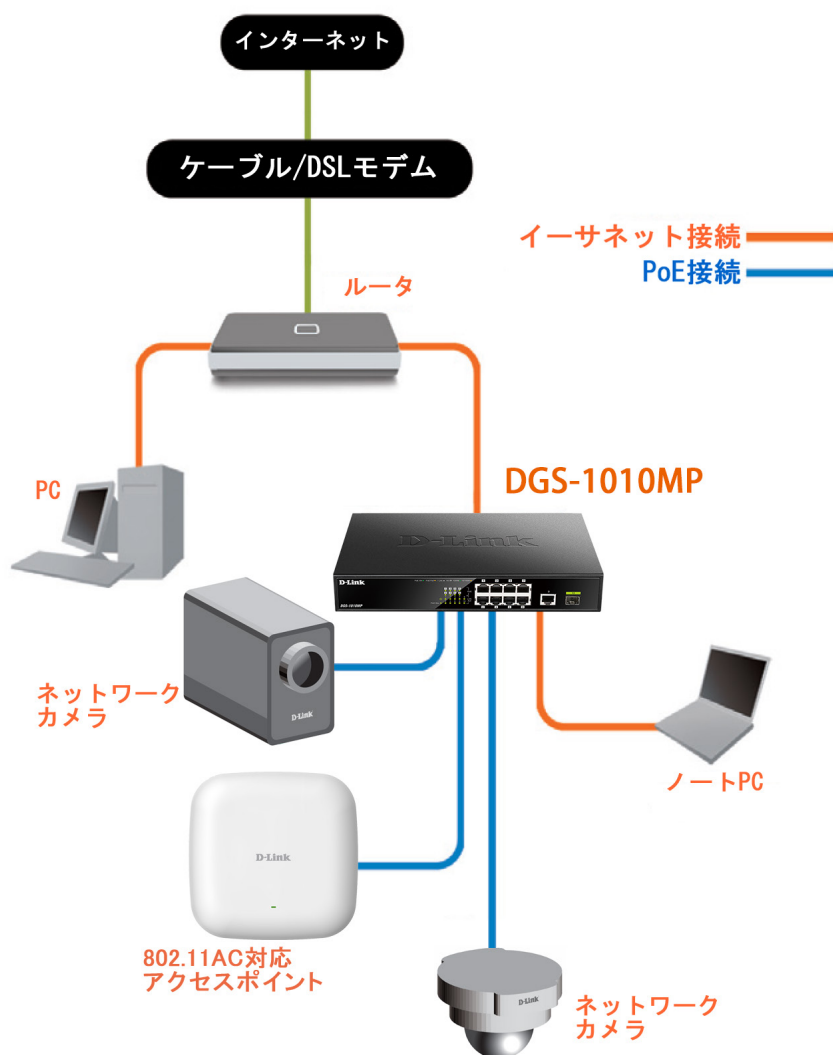 インターネット
ケーブル/DSLモデム
イーサネット接続
PoE接続
ルータ
PC
DGS-1010MP
D-Link
D-Link
DGS-1010MP
ネットワーク
カメラ
D-Link
ノートPC
D-Link
802.11AC対応
アクセスポイント
D-Link
ネットワーク
カメラ